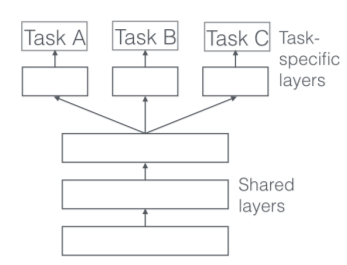 Task A
Task B
Task C
Task-
specific
layers
Shared
layers